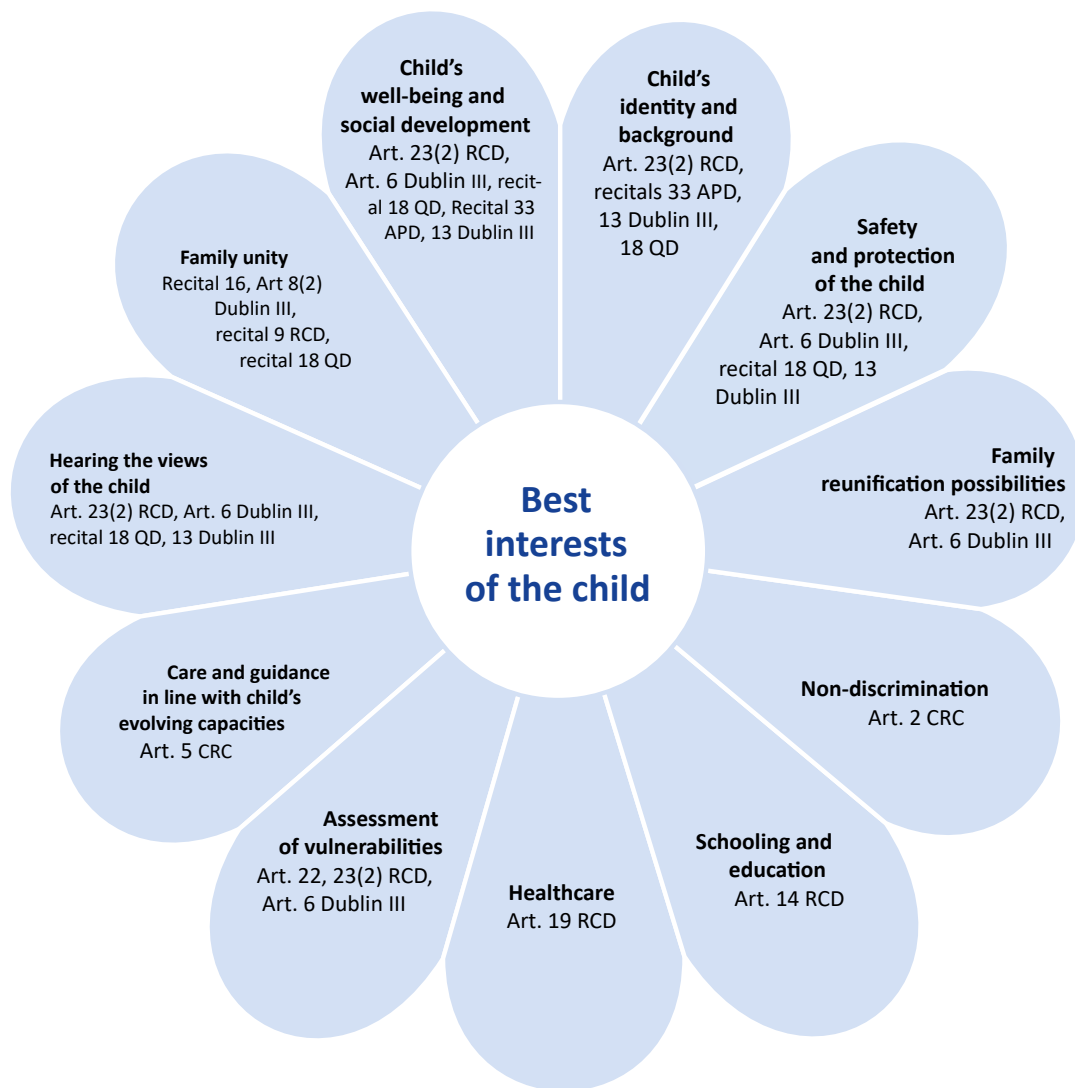 Child's
well-being and
social development
Art. 23(2) RCD,
Art. 6 Dublin III, recit-
al 18 QD, Recital 33
APD, 13 Dublin III
Child's
identity and
background
Art. 23(2) RCD,
recitals 33 APD,
13 Dublin III,
18 QD
Safety
and protection
of the child
Art. 23(2) RCD,
Art. 6 Dublin III,
recital 18 QD, 13
Dublin III
Family
reunification possibilities
Art. 23(2) RCD,
Art. 6 Dublin III
Non-discrimination
Art. 2 CRC
Schooling and
education
Art. 14 RCD
Healthcare
Art. 19 RCD
Assessment
of vulnerabilities
Art. 22, 23(2) RCD,
Art. 6 Dublin III
Care and guidance
in line with child's
evolving capacities
Art. 5 CRC
Hearing the views
of the child
Art. 23(2) RCD, Art. 6 Dublin III,
recital 18 QD, 13 Dublin III
Family unity
Recital 16, Art 8(2)
Dublin III,
recital 9 RCD,
recital 18 QD
Best
interests
of the child